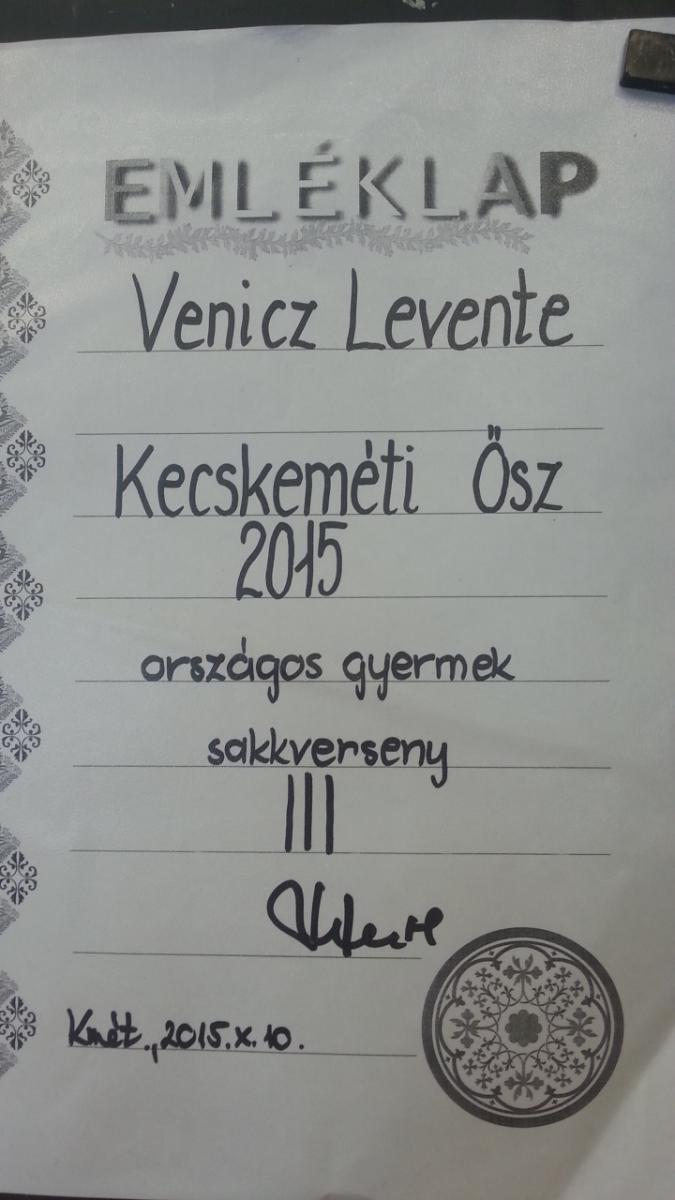 EMLÉKLAP
Venicz Levente
Kecskeméti Ősz
2015
országos gyermek
sakkverseny
III
Kmét., 2015.X.10.